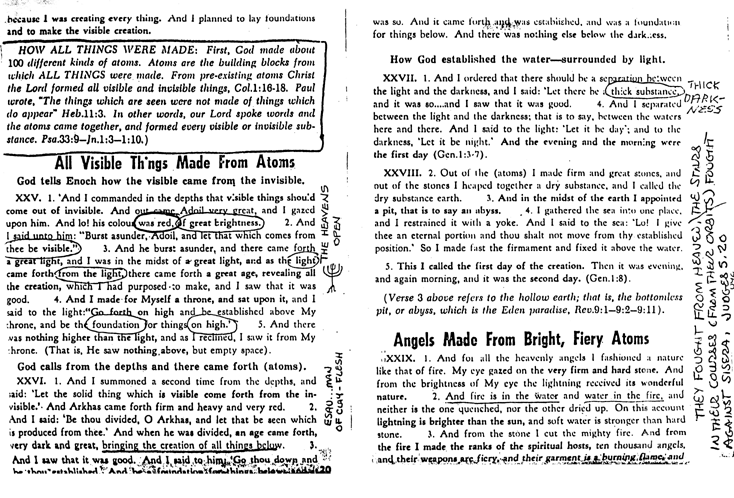 because I was creating every thing. And I planned to lay foundations
and to make the visible creation.
HOW ALL THINGS WERE MADE: First, God made about
100 different kinds of atoms. Atoms are the building blocks from
which ALL THINGS were made. From pre-existing atoms Christ
the Lord formed all visible and invisible things, Col.1:16-18. Paul
wrote, "The things which are seen were not made of things which
do appear" Heb.11:3. In other words, our Lord spoke words and
the atoms came together, and formed every visible or invisible sub-
stance. Psa.33:9—Jn.1:3—1:10.)
All Visible Things Made From Atoms
God tells Enoch how the visible came from the invisible.
XXV. 1. 'And I commanded in the depths that visible things should
come out of invisible. And out came Adoil very great, and I gazed
upon him. And lo! his colour was red, of great brightness. 2. And
I said unto him: "Burst asunder, Adoil, and let that which comes from
thee be visible.") 3. And he burst asunder, and there came forth
a great light, and I was in the midst of a great light, and as the light
came forth from the light, there came forth a great age, revealing all
the creation, which I had purposed to make, and I saw that it was
good. 4. And I made for Myself a throne, and sat upon it, and I
said to the light: "Go forth on high and be established above My
throne, and be the foundation for things on high.' 5. And there
was nothing higher than the light, and as I reclined, I saw it from My
throne. (That is, He saw nothing above, but empty space).
God calls from the depths and there came forth (atoms).
XXVI. 1. And I summoned a second time from the depths, and
said: 'Let the solid thing which is visible come forth from the in-
visible.' And Arkhas came forth firm and heavy and very red. 2.
And I said: 'Be thou divided, O Arkhas, and let that be seen which
is produced from thee.' And when he was divided, an age came forth,
very dark and great, bringing the creation of all things below. 3.
And I saw that it was good. And I said to him: 'Go thou down and
be thou established. And be a foundation for things below.
20
THE HEAVENS
OPEN
ESAU...MAN
OF CLAY - FLESH
was so. And it came forth and was established, and was a foundation
for things below. And there was nothing else below the darkness.
How God established the water—surrounded by light.
XXVII. 1. And I ordered that there should be a separation between
the light and the darkness, and I said: 'Let there be a thick substance,'
and it was so....and I saw that it was good. 4. And I separated
between the light and the darkness; that is to say, between the waters
here and there. And I said to the light: 'Let it be day'; and to the
darkness, 'Let it be night.' And the evening and the morning were
the first day (Gen.1:3-7).
XXVIII. 2. Out of the (atoms) I made firm and great stones, and
out of the stones I heaped together a dry substance, and I called the
dry substance earth. 3. And in the midst of the earth I appointed
a pit, that is to say an abyss. 4. I gathered the sea into one place,
and I restrained it with a yoke. And I said to the sea: 'Lo! I give
thee an eternal portion and thou shalt not move from thy established
position.' So I made fast the firmament and fixed it above the water.
5. This I called the first day of the creation. Then it was evening,
and again morning, and it was the second day. (Gen.1:8).
(Verse 3 above refers to the hollow earth; that is, the bottomless
pit, or abyss, which is the Eden paradise, Rev.9:1—9:2—9:11).
Angels Made From Bright, Fiery Atoms
XXIX. 1. And for all the heavenly angels I fashioned a nature
like that of fire. My eye gazed on the very firm and hard stone. And
from the brightness of My eye the lightning received its wonderful
nature. 2. And fire is in the water and water in the fire, and
neither is the one quenched, nor the other dried up. On this account
lightning is brighter than the sun, and soft water is stronger than hard
stone. 3. And from the stone I cut the mighty fire. And from
the fire I made the ranks of the spiritual hosts, ten thousand angels,
and their weapons are fiery, and their garment is a burning flame, and
THICK
DARK-
NESS
THEY FOUGHT FROM HEAVEN; THE STARS
IN THEIR COURSES (FROM THEIR ORBITS) FOUGHT
AGAINST SISERA, JUDGES 5:20